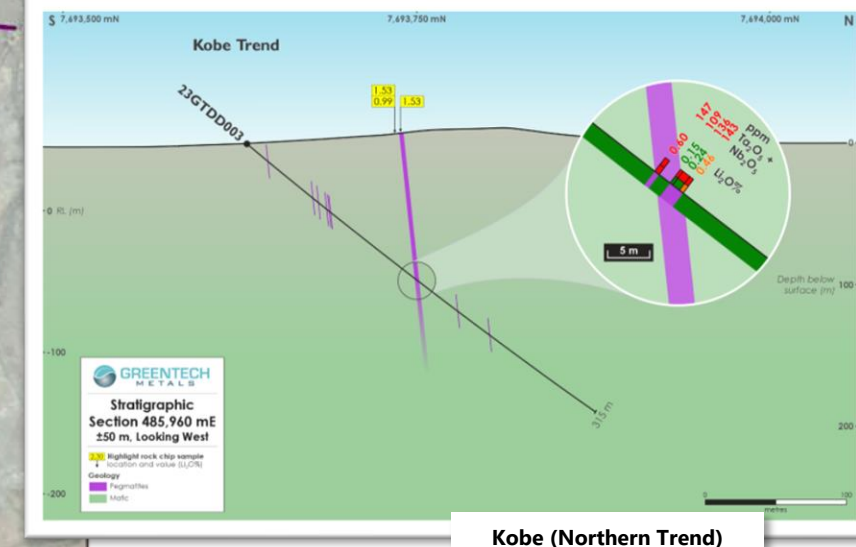 S 7,693,500 mN
7,693,750 mN
7,694,000 mN N
Kobe Trend
23GTDD003
1.53
0.99
1.53
147
109
136
143
ppm
Ta₂O₅ +
Nb₂O₅
0.60
0.15
0.24
0.46
Li₂O%
5 m
0
0 RL (m)
Depth below
surface (m)
100
-100
315 m
200
-200
GREENTECH
METALS
Stratigraphic
Section 485,960 mE
±50 m, Looking West
Highlight rock chip sample
location and value (Li₂O%)
Geology
Pegmatites
Mafic
0 100
metres
Kobe (Northern Trend)